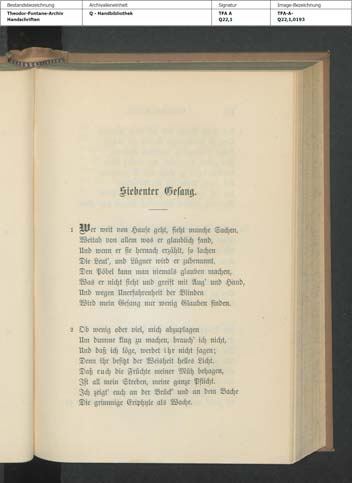 Bestandsbezeichnung Archivalieneinheit Signatur Image-Bezeichnung
Theodor-Fontane-Archiv Q - Handbibliothek TFA A TFA-A-
Handschriften Q22,1 Q22,1,0193
Siebenter Gesang.
1 Wer weit von Hause geht, sieht manche Sachen,
Weitab von allem was er glaublich fand,
Und wenn er sie hernach erzählt, so lachen
Die Leut', und Lügner wird er zubenannt.
Den Pöbel kann man niemals glauben machen,
Was er nicht sieht und greift mit Aug' und Hand,
Und wegen Unerfahrenheit der Blinden
Wird mein Gesang nur wenig Glauben finden.
2 Ob wenig oder viel, mich abzuplagen
Um dumme klug zu machen, brauch' ich nicht,
Und daß ich löge, werdet ihr nicht sagen;
Denn ihr besitzt der Weisheit helles Licht.
Daß euch die Früchte meiner Müh behagen,
Ist all mein Streben, meine ganze Pflicht.
Ich zeigt' euch an der Brück' und an dem Bache
Die grimmige Eriphyle als Wache.